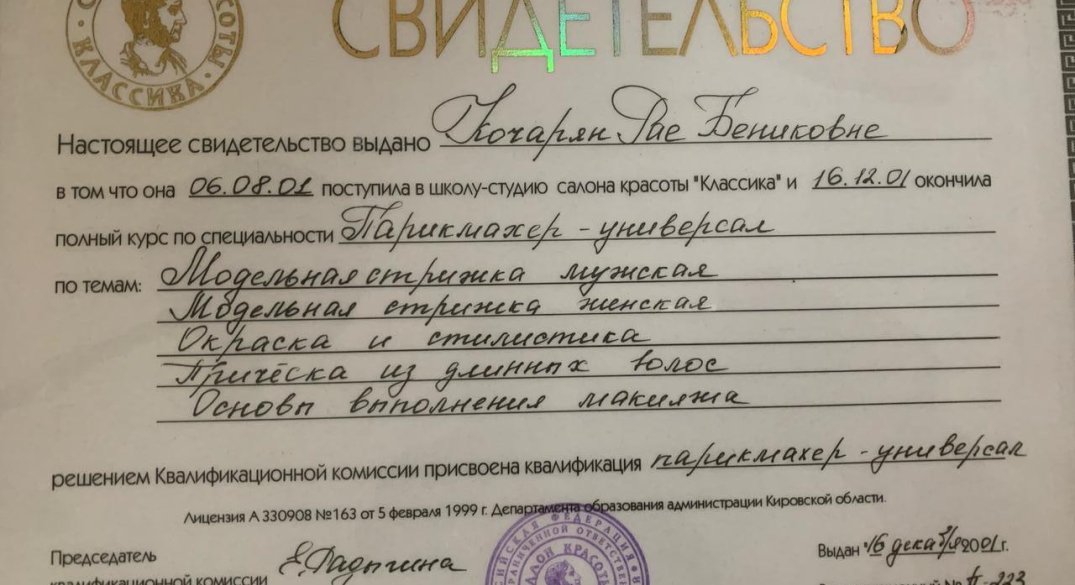 СВИДЕТЕЛЬСТВО
КЛАССИКА
Настоящее свидетельство выдано Кочарян Рае Бениковне
в том что она 06.08.01 поступила в школу-студию салона красоты "Классика" и 16.12.01 окончила
полный курс по специальности Парикмахер - универсал
по темам: Модельная стрижка мужская
Модельная стрижка женская
Окраска и стилистика
Причёска из длинных волос
Основы выполнения макияжа
решением Квалификационной комиссии присвоена квалификация парикмахер - универсал
Лицензия А 330908 №163 от 5 февраля 1999 г. Департамента образования администрации Кировской области.
Председатель
квалификационной комиссии
Выдан "16 декабря 2001 г.